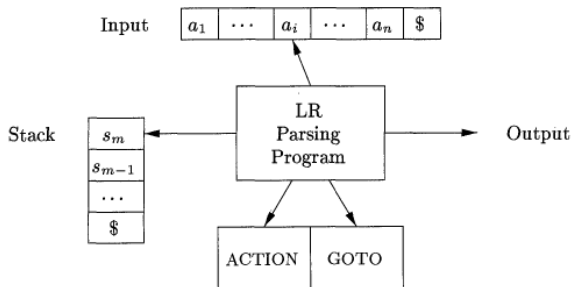 Input a₁ ··· aᵢ ··· aₙ $
LR
Parsing
Program
Stack
sₘ
sₘ₋₁
···
$
Output
ACTION GOTO